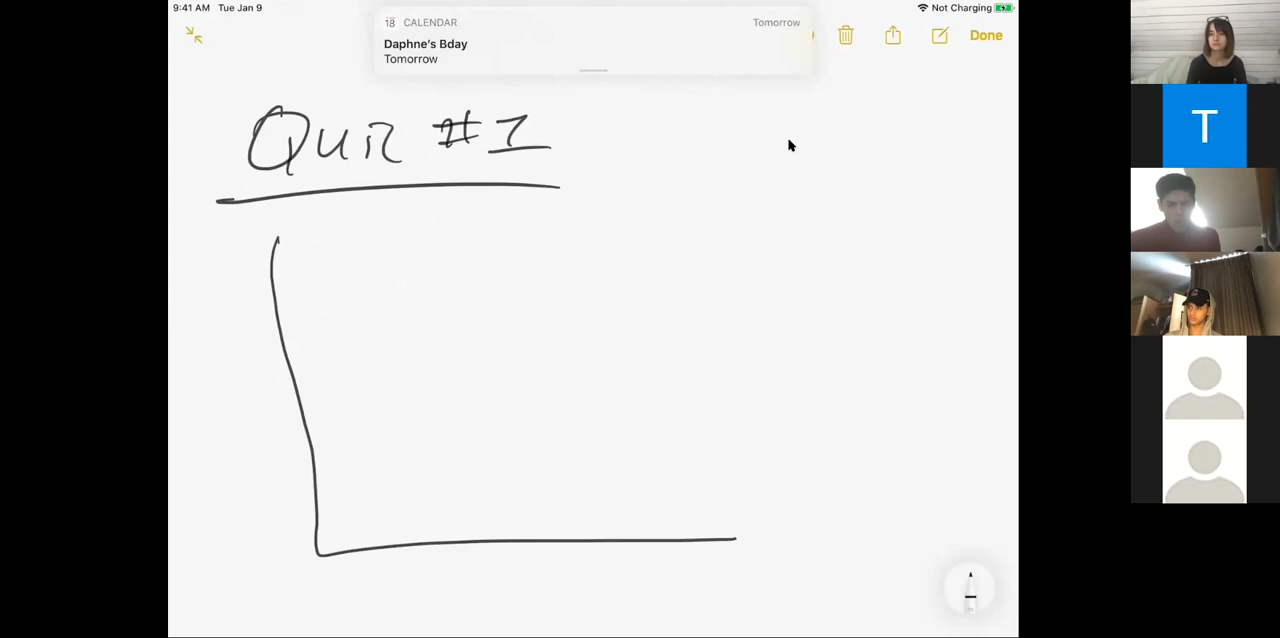 9:41 AM Tue Jan 9
Not Charging
18 CALENDAR
Tomorrow
Daphne's Bday
Tomorrow
Done
Quiz #1
T